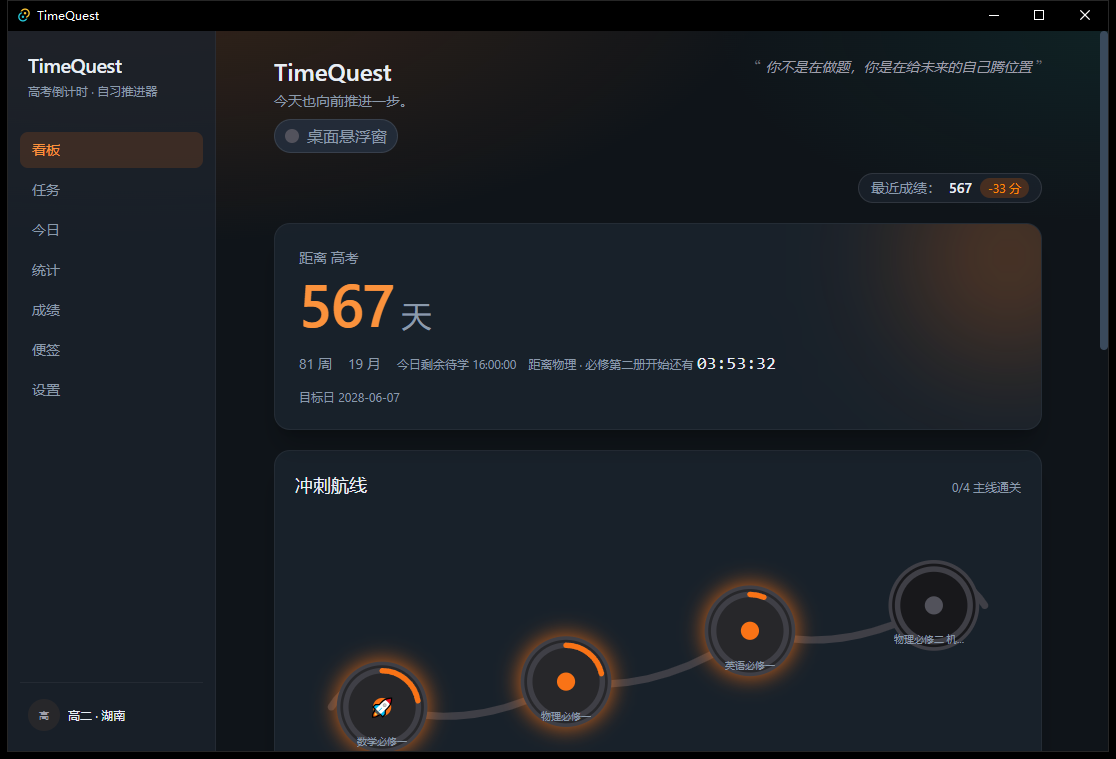 TimeQuest
TimeQuest
高考倒计时 · 自习推进器
看板
任务
今日
统计
成绩
便签
设置
高
高二 · 湖南
TimeQuest
今天也向前推进一步。
桌面悬浮窗
“ 你不是在做题，你是在给未来的自己腾位置 ”
最近成绩： 567 -33 分
距离 高考
567 天
81 周 19 月 今日剩余待学 16:00:00 距离物理 · 必修第二册开始还有 03:53:32
目标日 2028-06-07
冲刺航线
0/4 主线通关
物理必修二 机...
英语必修一
物理必修一
数学必修一